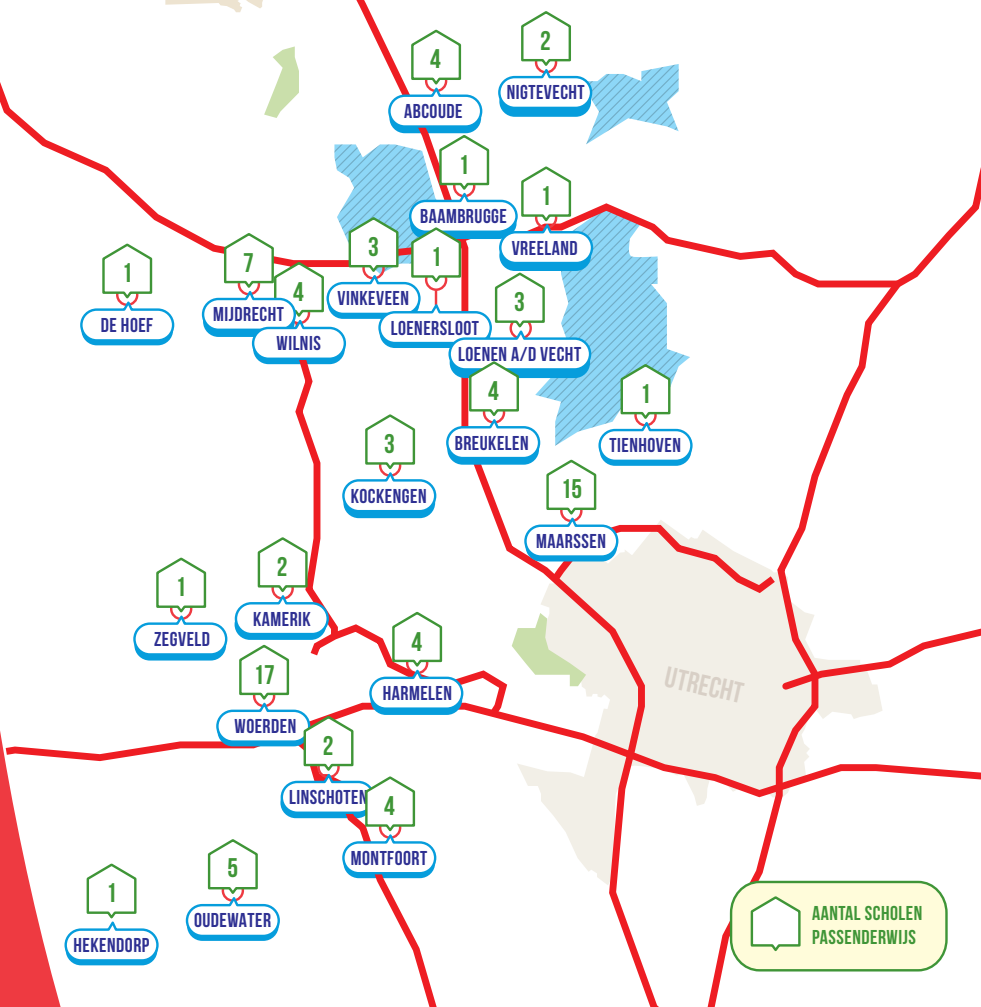 2
NIGTEVECHT
4
ABCOUDE
1
BAAMBRUGGE
1
VREELAND
3
VINKEVEEN
1
LOENERSLOOT
7
MIJDRECHT
4
WILNIS
1
DE HOEF
3
LOENEN A/D VECHT
4
BREUKELEN
1
TIENHOVEN
3
KOCKENGEN
15
MAARSSEN
2
KAMERIK
1
ZEGVELD
4
HARMELEN
UTRECHT
17
WOERDEN
2
LINSCHOTEN
4
MONTFOORT
5
OUDEWATER
1
HEKENDORP
AANTAL SCHOLEN
PASSENDERWIJS